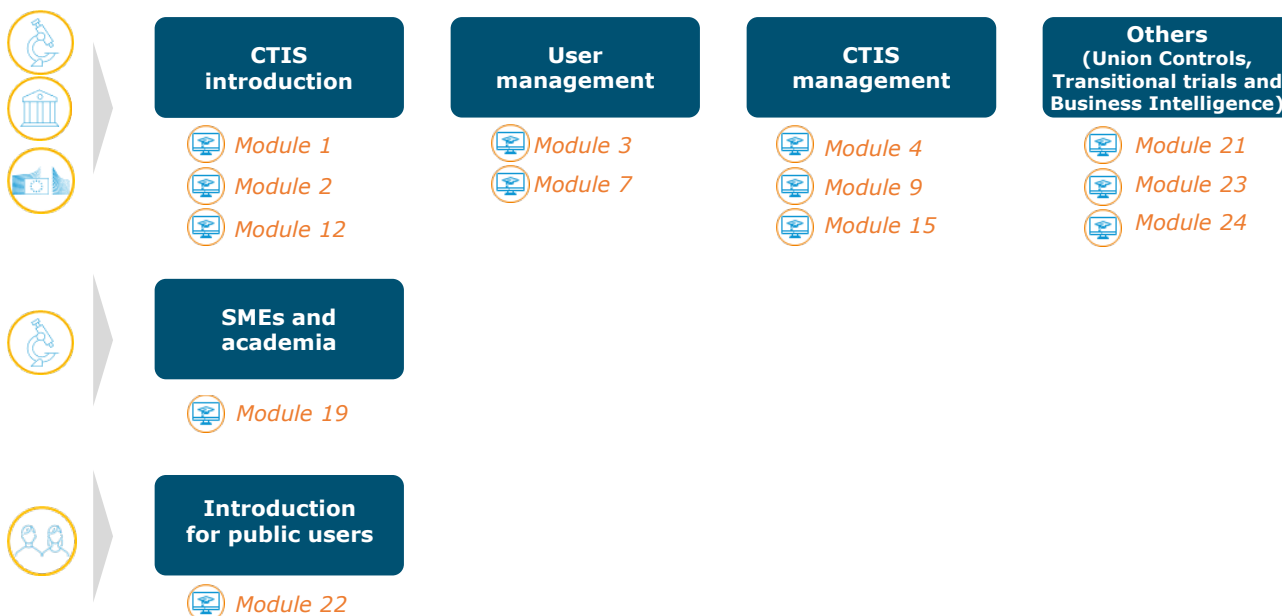 CTIS
introduction
Module 1
Module 2
Module 12
User
management
Module 3
Module 7
CTIS
management
Module 4
Module 9
Module 15
Others
(Union Controls,
Transitional trials and
Business Intelligence)
Module 21
Module 23
Module 24
SMEs and
academia
Module 19
Introduction
for public users
Module 22